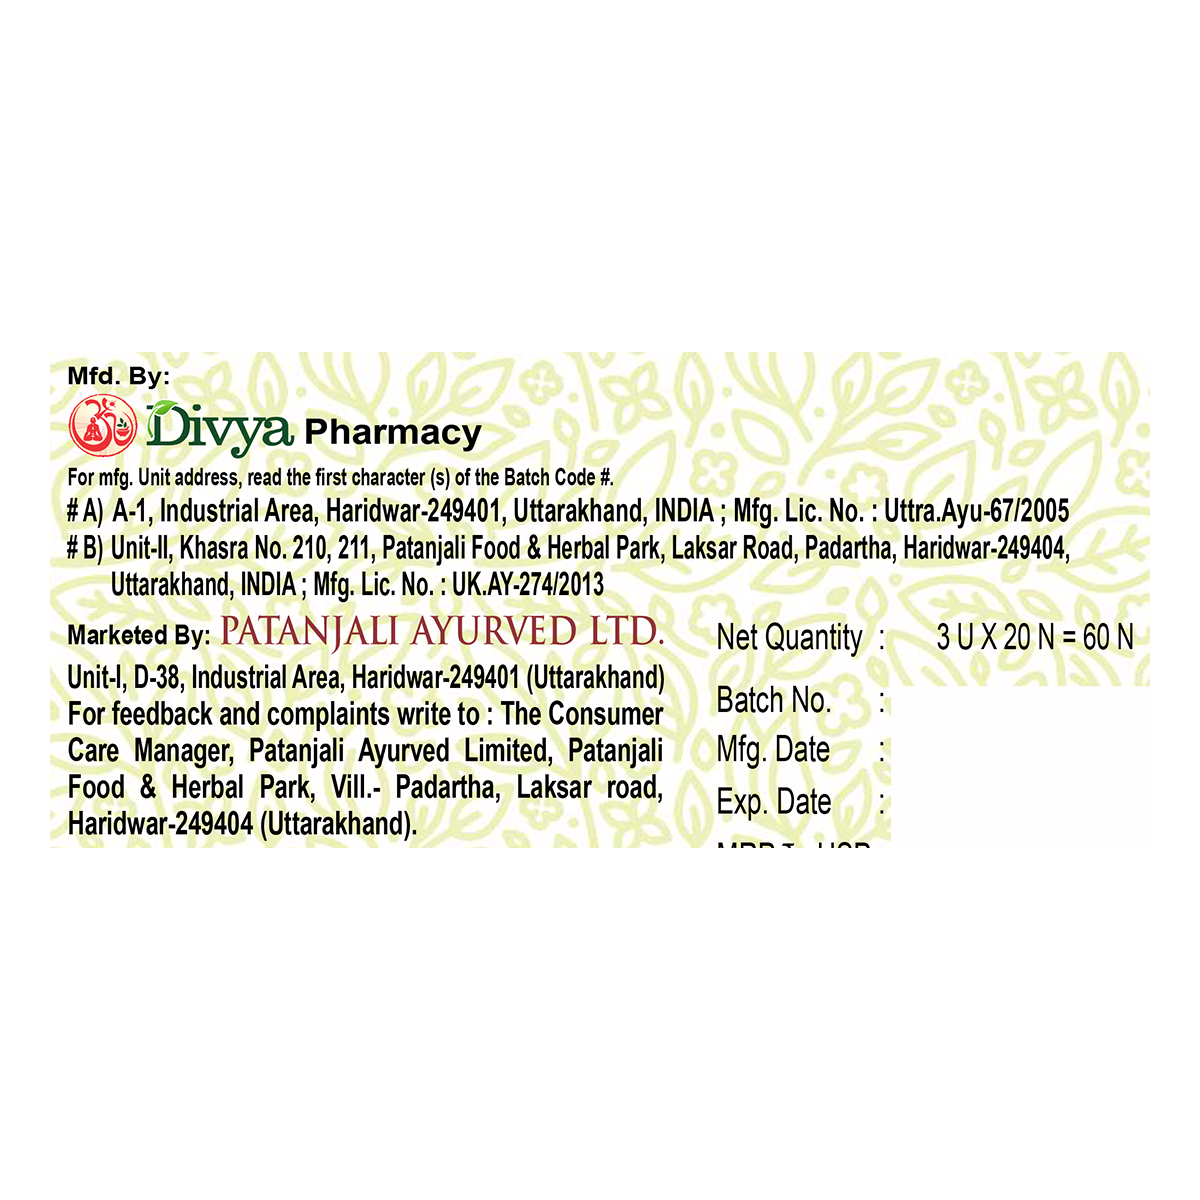 Mfd. By:
Divya Pharmacy
For mfg. Unit address, read the first character (s) of the Batch Code #.
# A) A-1, Industrial Area, Haridwar-249401, Uttarakhand, INDIA ; Mfg. Lic. No. : Uttra.Ayu-67/2005
# B) Unit-II, Khasra No. 210, 211, Patanjali Food & Herbal Park, Laksar Road, Padartha, Haridwar-249404,
Uttarakhand, INDIA ; Mfg. Lic. No. : UK.AY-274/2013
Marketed By: PATANJALI AYURVED LTD.
Unit-I, D-38, Industrial Area, Haridwar-249401 (Uttarakhand)
For feedback and complaints write to : The Consumer
Care Manager, Patanjali Ayurved Limited, Patanjali
Food & Herbal Park, Vill.- Padartha, Laksar road,
Haridwar-249404 (Uttarakhand).
Net Quantity : 3 U X 20 N = 60 N
Batch No. :
Mfg. Date :
Exp. Date :